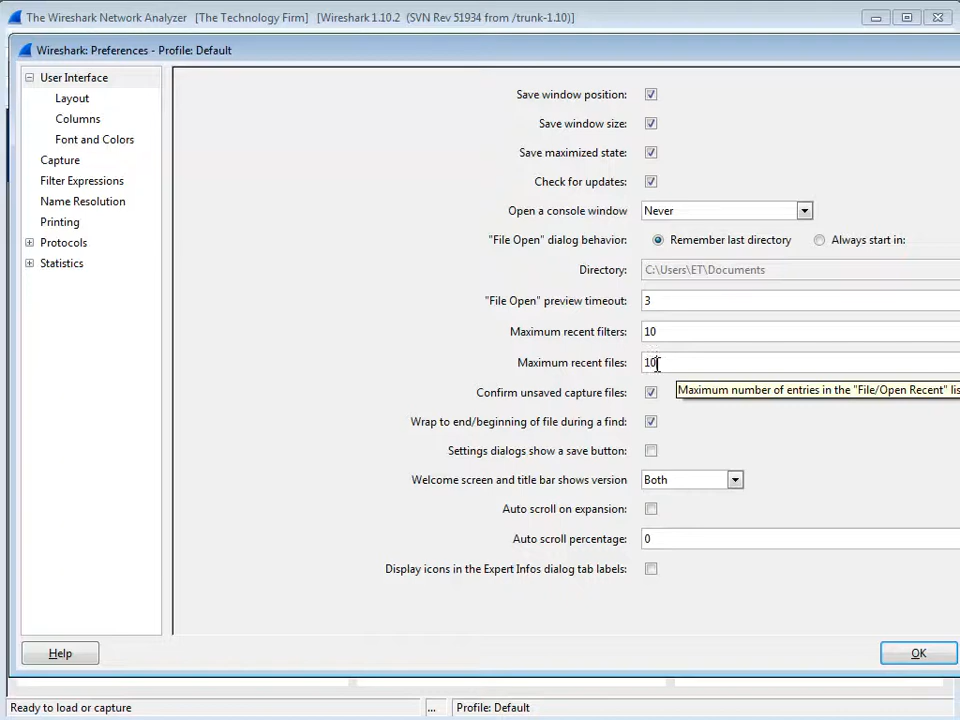 The Wireshark Network Analyzer [The Technology Firm] [Wireshark 1.10.2 (SVN Rev 51934 from /trunk-1.10)]
Wireshark: Preferences - Profile: Default
User Interface
Layout
Columns
Font and Colors
Capture
Filter Expressions
Name Resolution
Printing
Protocols
Statistics
Save window position:
Save window size:
Save maximized state:
Check for updates:
Open a console window Never
"File Open" dialog behavior: Remember last directory Always start in:
Directory: C:\Users\ET\Documents
"File Open" preview timeout: 3
Maximum recent filters: 10
Maximum recent files: 10
Confirm unsaved capture files:
Maximum number of entries in the "File/Open Recent" lis
Wrap to end/beginning of file during a find:
Settings dialogs show a save button:
Welcome screen and title bar shows version Both
Auto scroll on expansion:
Auto scroll percentage: 0
Display icons in the Expert Infos dialog tab labels:
Help OK
Ready to load or capture ... Profile: Default